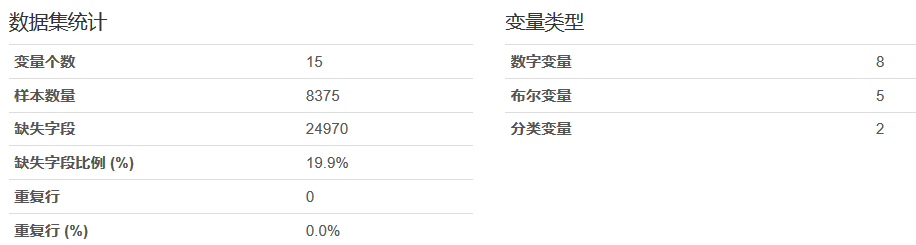 数据集统计
变量个数 15
样本数量 8375
缺失字段 24970
缺失字段比例 (%) 19.9%
重复行 0
重复行 (%) 0.0%
变量类型
数字变量 8
布尔变量 5
分类变量 2